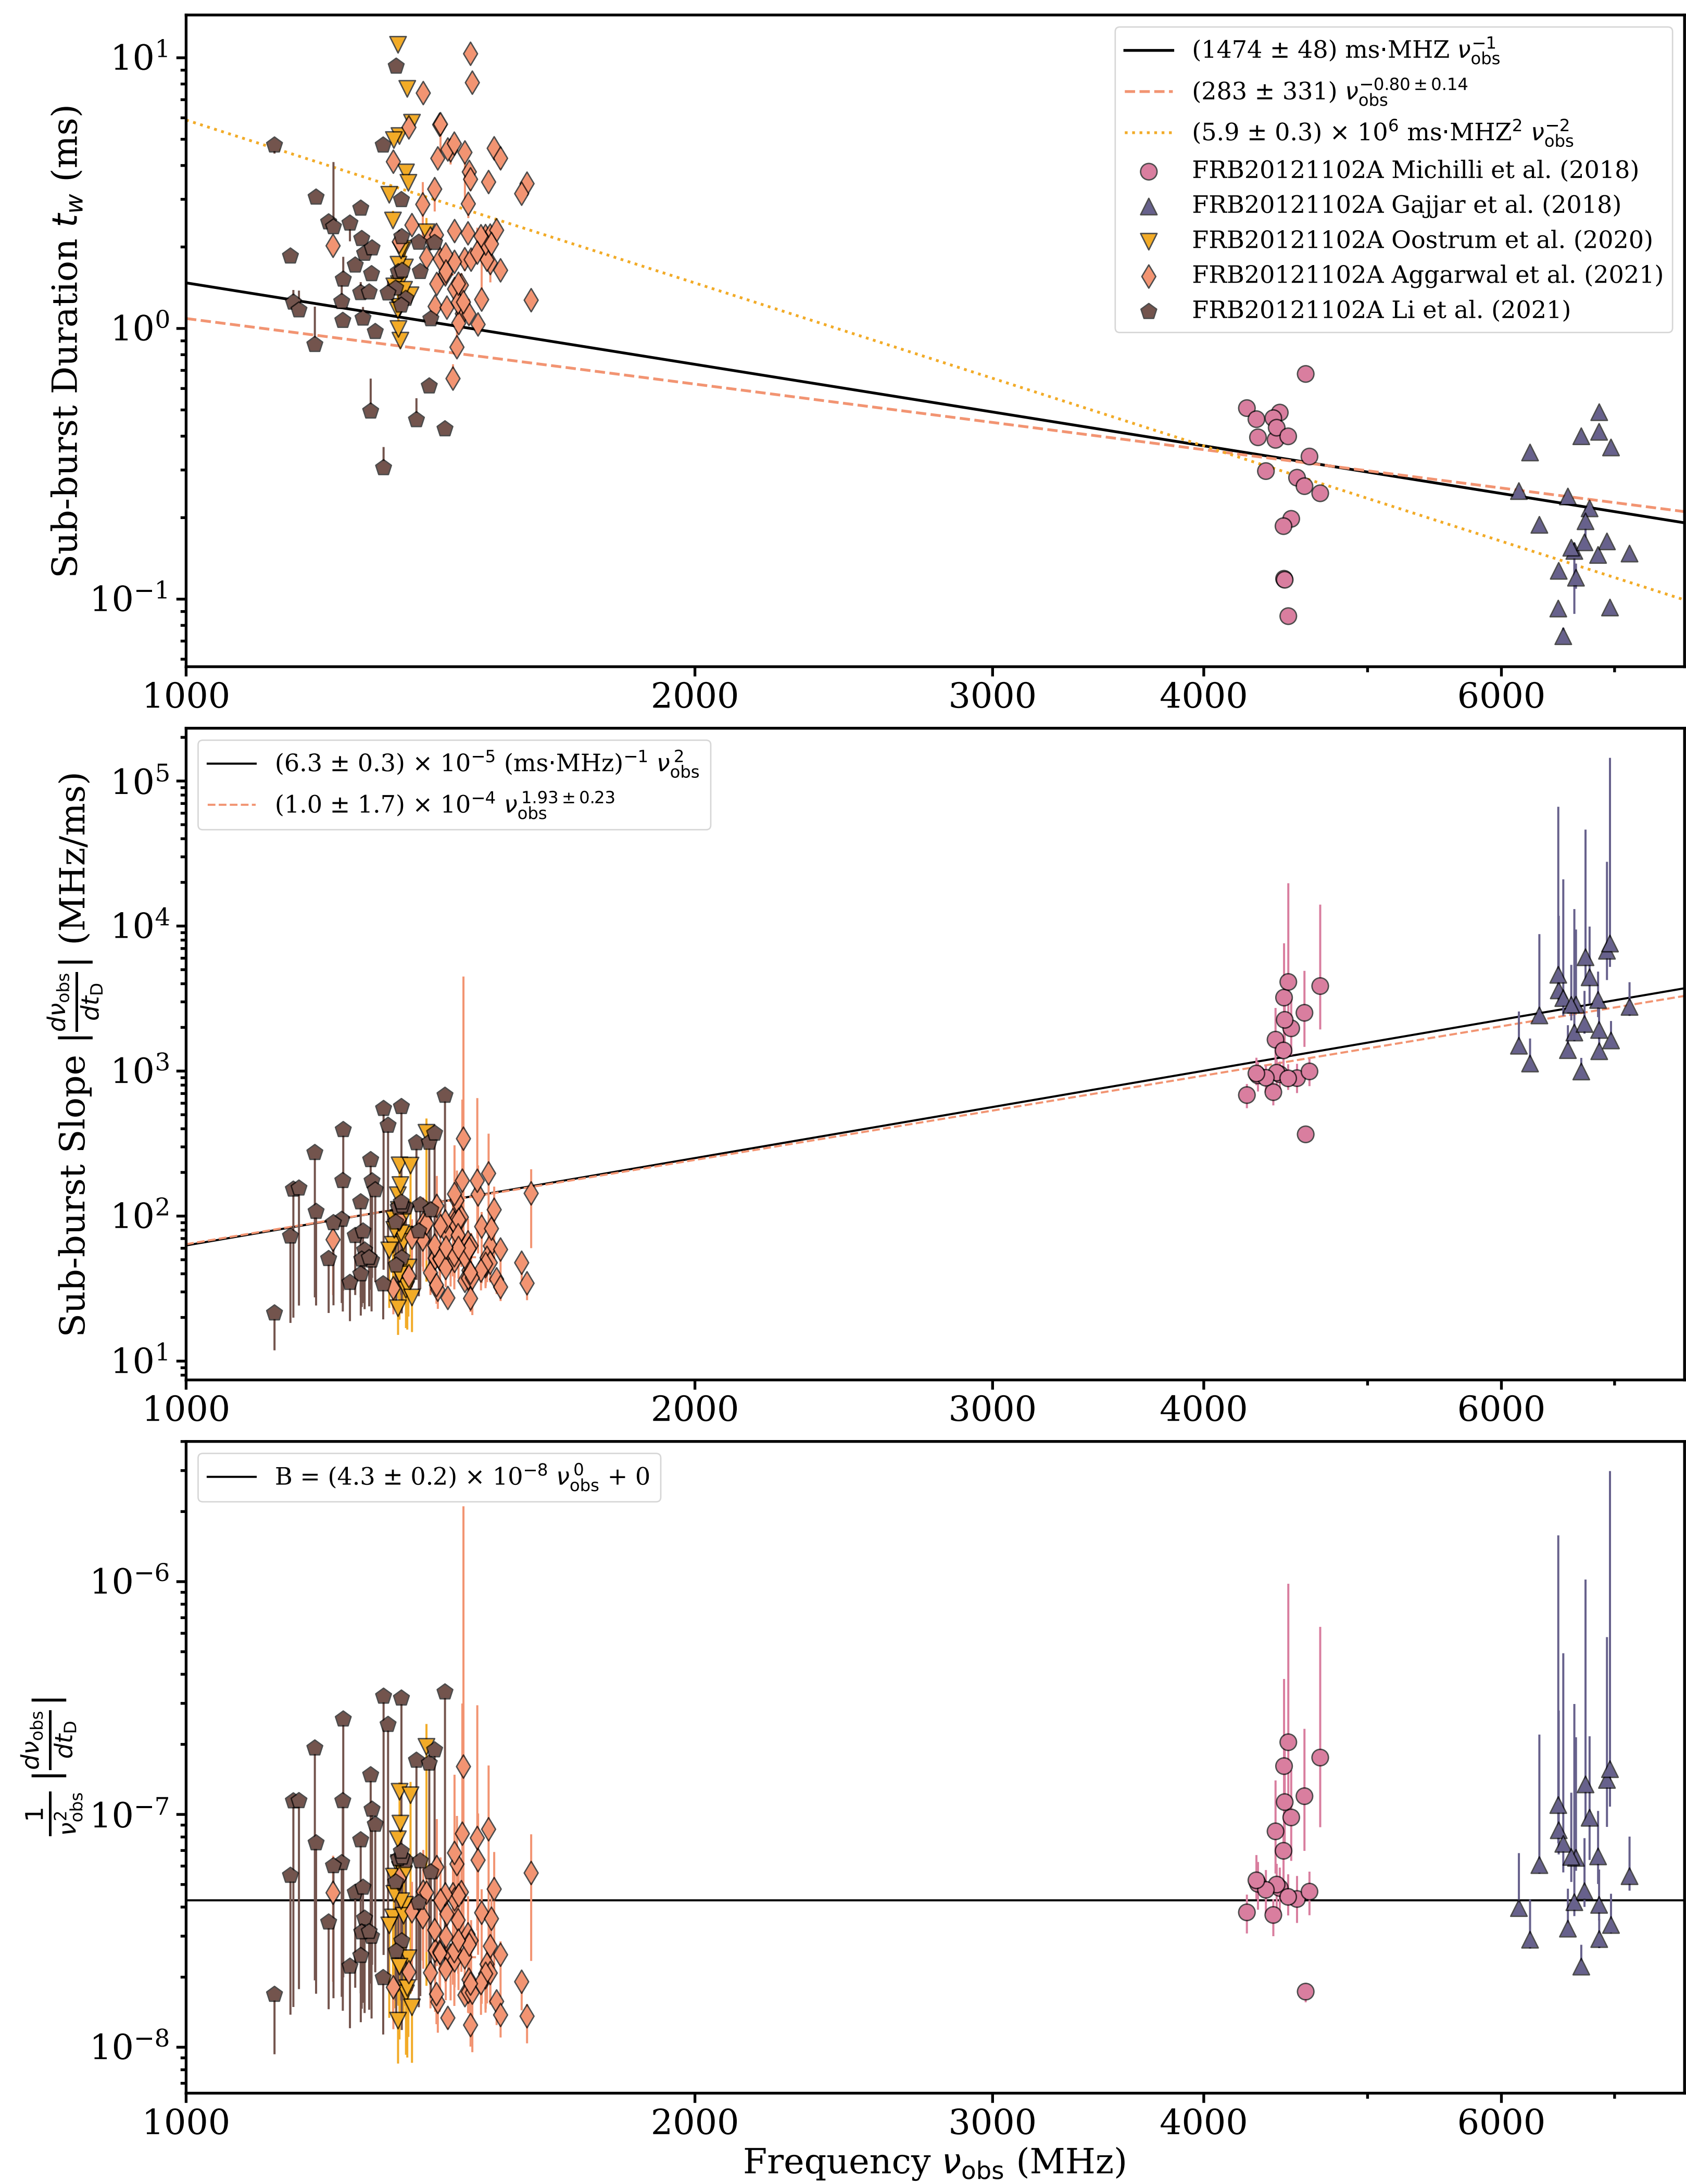 10^1
10^0
10^-1
Sub-burst Duration t_w (ms)
(1474 ± 48) ms·MHZ ν_obs^-1
(283 ± 331) ν_obs^-0.80 ± 0.14
(5.9 ± 0.3) × 10^6 ms·MHZ^2 ν_obs^-2
FRB20121102A Michilli et al. (2018)
FRB20121102A Gajjar et al. (2018)
FRB20121102A Oostrum et al. (2020)
FRB20121102A Aggarwal et al. (2021)
FRB20121102A Li et al. (2021)
1000 2000 3000 4000 6000
10^5
10^4
10^3
10^2
10^1
Sub-burst Slope |dν_obs/dt_D| (MHz/ms)
(6.3 ± 0.3) × 10^-5 (ms·MHz)^-1 ν_obs^2
(1.0 ± 1.7) × 10^-4 ν_obs^1.93 ± 0.23
1000 2000 3000 4000 6000
10^-6
10^-7
10^-8
1/ν_obs^2 |dν_obs/dt_D|
B = (4.3 ± 0.2) × 10^-8 ν_obs^0 + 0
1000 2000 3000 4000 6000
Frequency ν_obs (MHz)